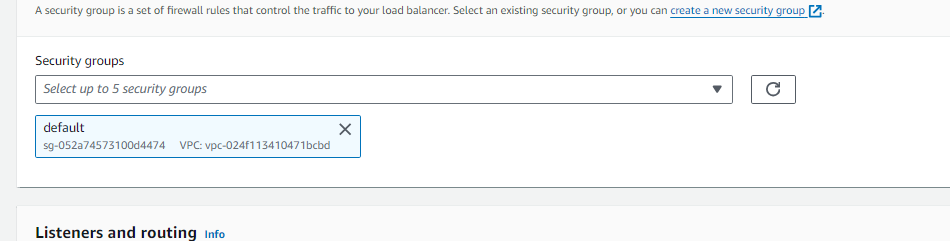 A security group is a set of firewall rules that control the traffic to your load balancer. Select an existing security group, or you can create a new security group.
Security groups
Select up to 5 security groups
default
sg-052a74573100d4474 VPC: vpc-024f113410471bcbd
Listeners and routing Info